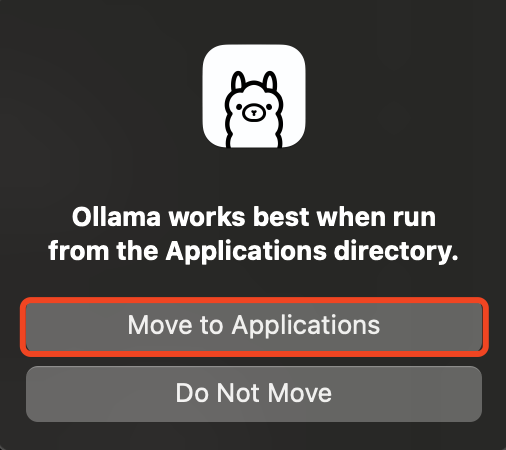 Ollama works best when run
from the Applications directory.
Move to Applications
Do Not Move